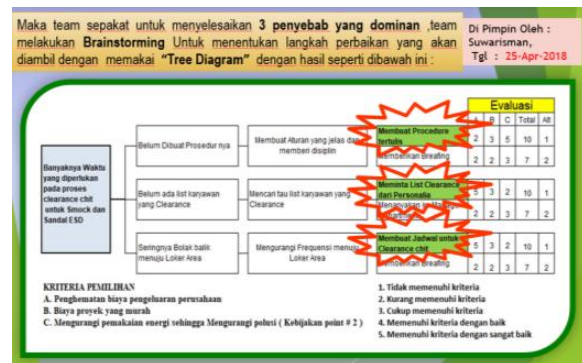 Maka team sepakat untuk menyelesaikan 3 penyebab yang dominan ,team
melakukan Brainstorming Untuk menentukan langkah perbaikan yang akan
diambil dengan memakai “Tree Diagram” dengan hasil seperti dibawah ini :
Di Pimpin Oleh :
Suwarisman,
Tgl : 25-Apr-2018
Evaluasi
A B C Total Alt
Banyaknya Waktu
yang diperlukan
pada proses
clearance chit
untuk Smock dan
Sandal ESD
Belum Dibuat Prosedur nya
Membuat Aturan yang jelas dan
memberi disiplin
Membuat Procedure
tertulis
2 3 5 10 1
Memberikan Breafing
2 2 3 7 2
Belum ada list karyawan
yang Clearance
Mencari tau list karyawan yang
Clearance
Meminta List Clearance
dari Personalia
5 3 2 10 1
Menanyakan ke
2 2 3 7 2
Seringnya Bolak balik
menuju Loker Area
Mengurangi Frequensi menuju
Loker Area
Membuat Jadwal untuk
Clearance chit
5 3 2 10 1
Memberikan Breafing
2 2 3 7 2
KRITERIA PEMILIHAN
A. Penghematan biaya pengeluaran perusahaan
B. Biaya proyek yang murah
C. Mengurangi pemakaian energi sehingga Mengurangi polusi ( Kebijakan point # 2 )
1. Tidak memenuhi kriteria
2. Kurang memenuhi kriteria
3. Cukup memenuhi kriteria
4. Memenuhi kriteria dengan baik
5. Memenuhi kriteria dengan sangat baik